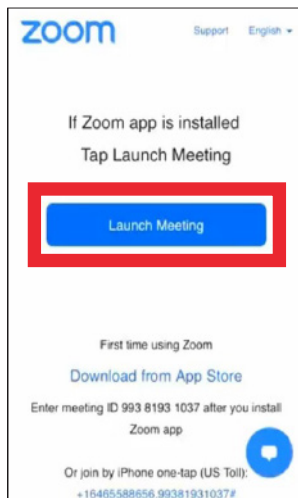 zoom
Support English
If Zoom app is installed
Tap Launch Meeting
Launch Meeting
First time using Zoom
Download from App Store
Enter meeting ID 993 8193 1037 after you install
Zoom app
Or join by iPhone one-tap (US Toll):
+16465588656,99381931037#